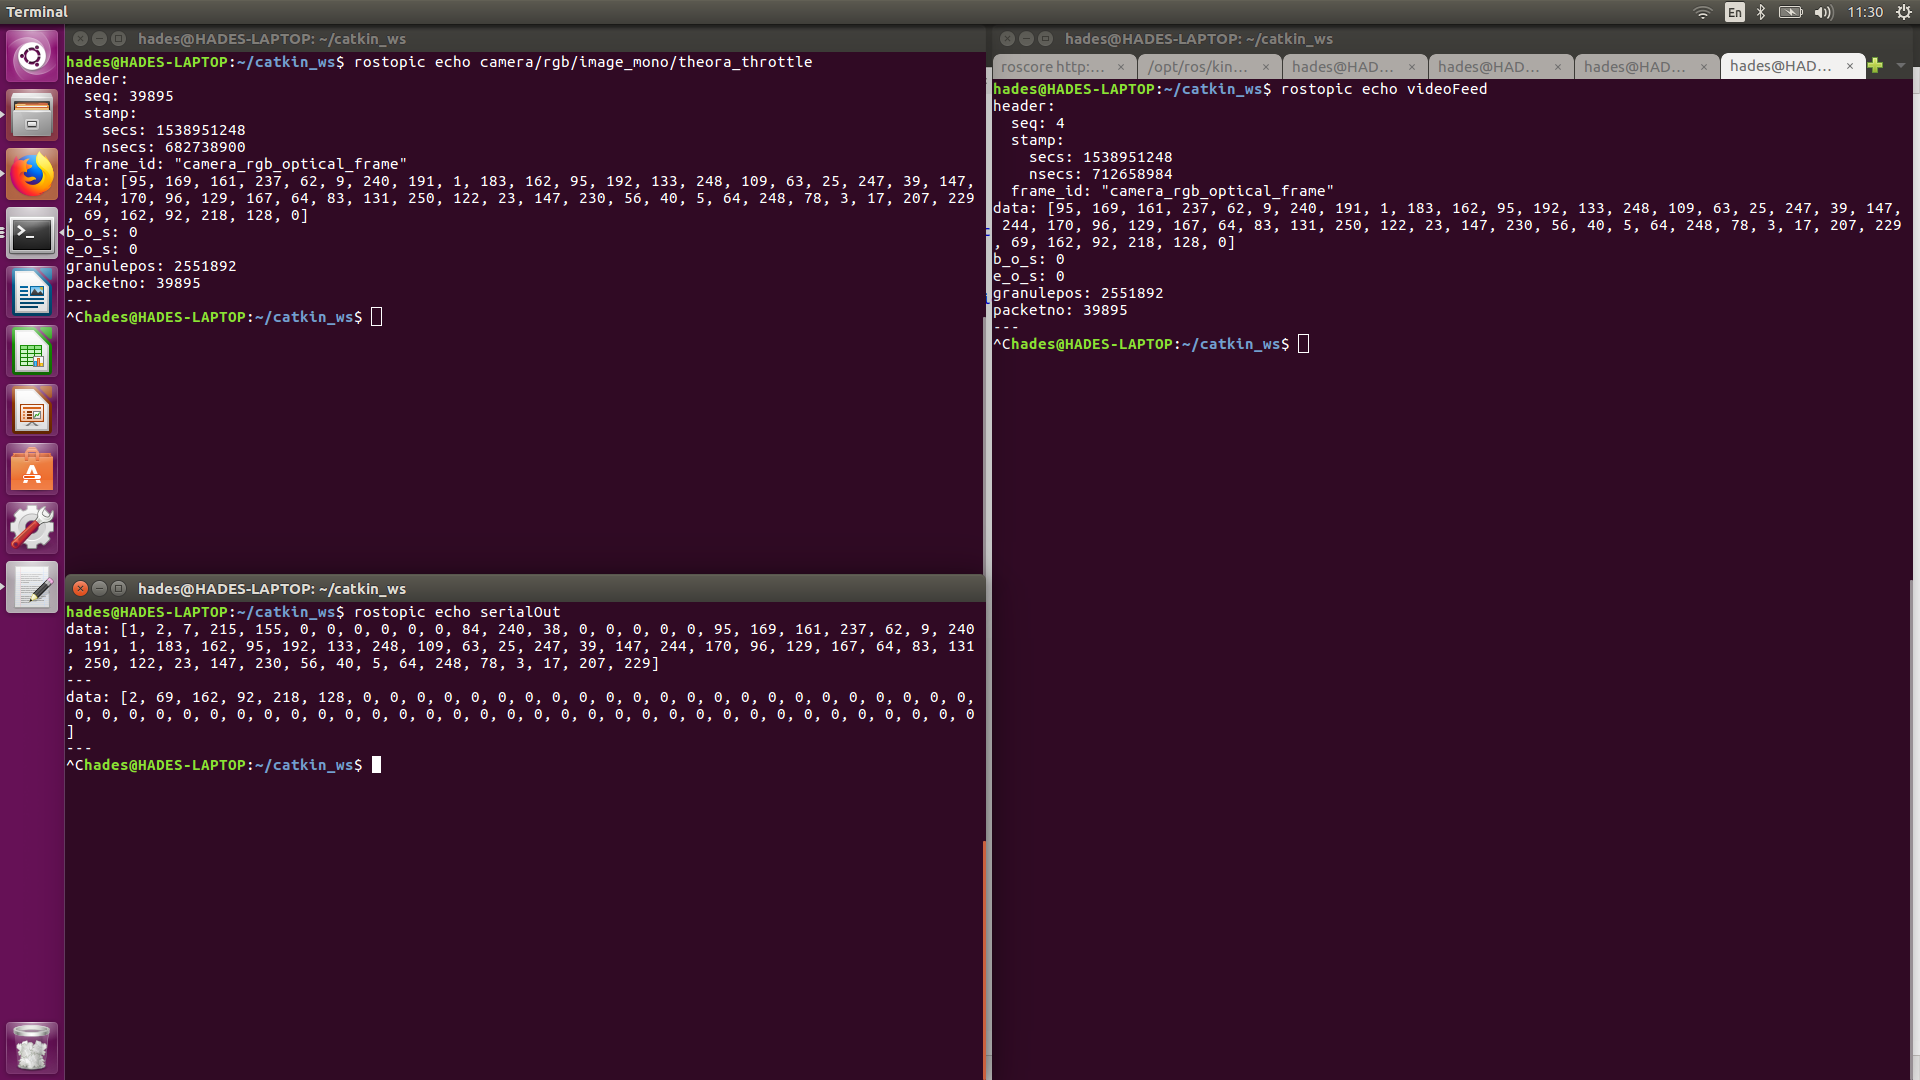 Terminal
En
11:30
hades@HADES-LAPTOP: ~/catkin_ws
hades@HADES-LAPTOP:~/catkin_ws$ rostopic echo camera/rgb/image_mono/theora_throttle
header:
  seq: 39895
  stamp:
    secs: 1538951248
    nsecs: 682738900
  frame_id: "camera_rgb_optical_frame"
data: [95, 169, 161, 237, 62, 9, 240, 191, 1, 183, 162, 95, 192, 133, 248, 109, 63, 25, 247, 39, 147,
 244, 170, 96, 129, 167, 64, 83, 131, 250, 122, 23, 147, 230, 56, 40, 5, 64, 248, 78, 3, 17, 207, 229
, 69, 162, 92, 218, 128, 0]
b_o_s: 0
e_o_s: 0
granulepos: 2551892
packetno: 39895
---
^Chades@HADES-LAPTOP:~/catkin_ws$
hades@HADES-LAPTOP: ~/catkin_ws
hades@HADES-LAPTOP:~/catkin_ws$ rostopic echo serialOut
data: [1, 2, 7, 215, 155, 0, 0, 0, 0, 0, 0, 84, 240, 38, 0, 0, 0, 0, 0, 95, 169, 161, 237, 62, 9, 240
, 191, 1, 183, 162, 95, 192, 133, 248, 109, 63, 25, 247, 39, 147, 244, 170, 96, 129, 167, 64, 83, 131
, 250, 122, 23, 147, 230, 56, 40, 5, 64, 248, 78, 3, 17, 207, 229]
---
data: [2, 69, 162, 92, 218, 128, 0, 0, 0, 0, 0, 0, 0, 0, 0, 0, 0, 0, 0, 0, 0, 0, 0, 0, 0, 0, 0, 0, 0,
 0, 0, 0, 0, 0, 0, 0, 0, 0, 0, 0, 0, 0, 0, 0, 0, 0, 0, 0, 0, 0, 0, 0, 0, 0, 0, 0, 0, 0, 0, 0, 0, 0, 0
]
---
^Chades@HADES-LAPTOP:~/catkin_ws$
hades@HADES-LAPTOP: ~/catkin_ws
roscore http:... /opt/ros/kin... hades@HAD... hades@HAD... hades@HAD... hades@HAD...
hades@HADES-LAPTOP:~/catkin_ws$ rostopic echo videoFeed
header:
  seq: 4
  stamp:
    secs: 1538951248
    nsecs: 712658984
  frame_id: "camera_rgb_optical_frame"
data: [95, 169, 161, 237, 62, 9, 240, 191, 1, 183, 162, 95, 192, 133, 248, 109, 63, 25, 247, 39, 147,
 244, 170, 96, 129, 167, 64, 83, 131, 250, 122, 23, 147, 230, 56, 40, 5, 64, 248, 78, 3, 17, 207, 229
, 69, 162, 92, 218, 128, 0]
b_o_s: 0
e_o_s: 0
granulepos: 2551892
packetno: 39895
---
^Chades@HADES-LAPTOP:~/catkin_ws$